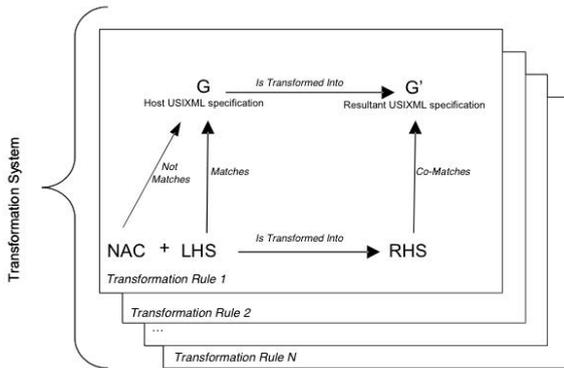 Transformation System
G
Is Transformed Into
G'
Host USIXML specification
Resultant USIXML specification
Not
Matches
Matches
Co-Matches
NAC + LHS
Is Transformed Into
RHS
Transformation Rule 1
Transformation Rule 2
...
Transformation Rule N